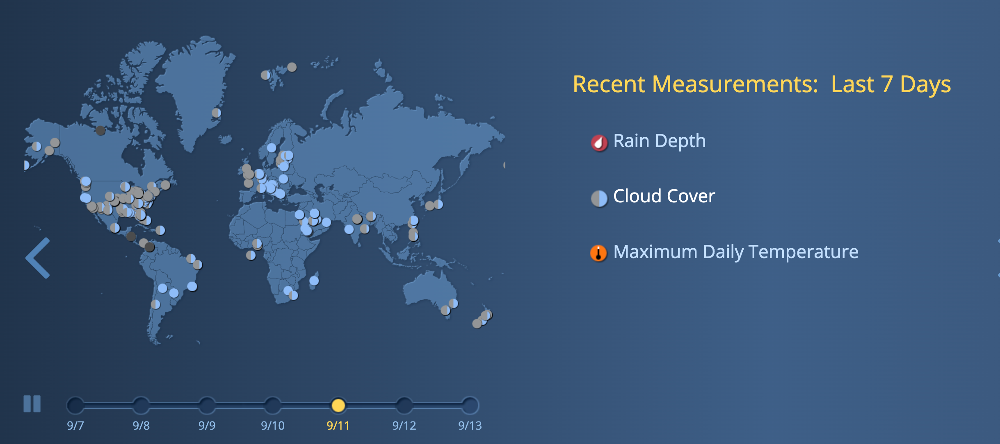 Recent Measurements: Last 7 Days
Rain Depth
Cloud Cover
Maximum Daily Temperature
9/7 9/8 9/9 9/10 9/11 9/12 9/13